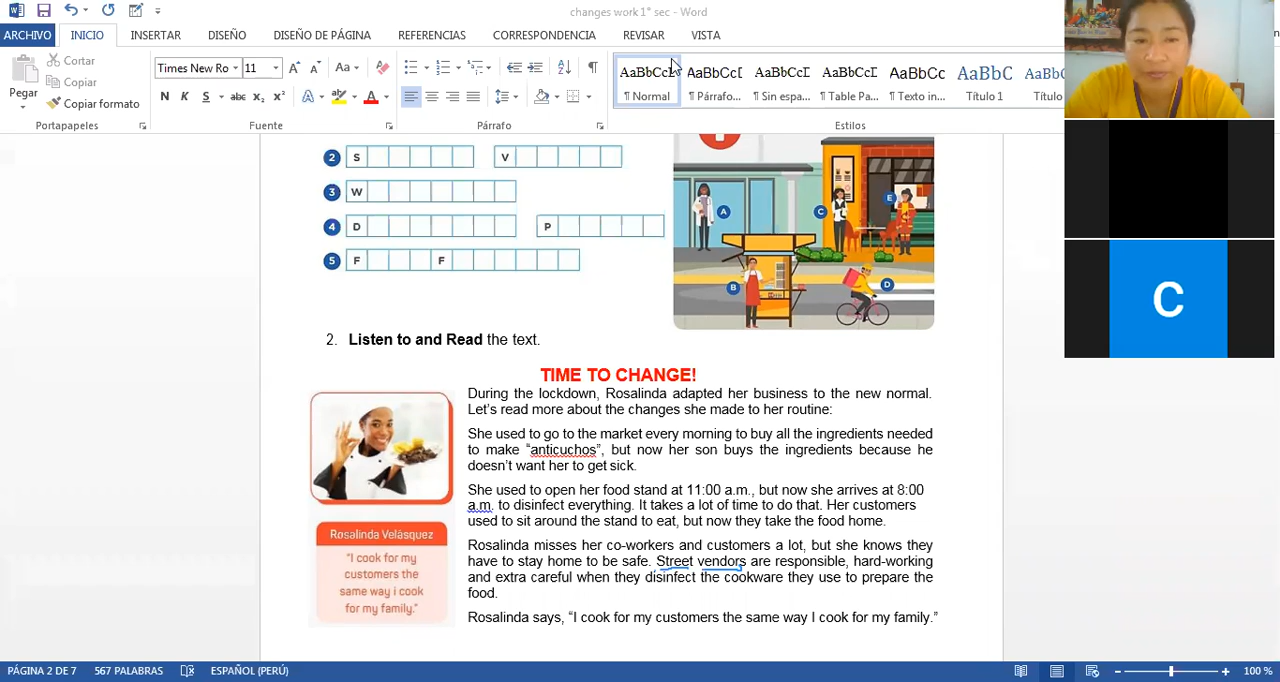 changes work 1° sec - Word
ARCHIVO INICIO INSERTAR DISEÑO DISEÑO DE PÁGINA REFERENCIAS CORRESPONDENCIA REVISAR VISTA
Pegar
Cortar
Copiar
Copiar formato
Portapapeles
Times New Ro 11 A A Aa
N K S abc x₂ x² A ab A
Fuente
Párrafo
AaBbCcI AaBbCcI AaBbCcI AaBbCcI AaBbCc AaBbC AaBb
¶ Normal ¶ Párrafo... ¶ Sin espa... ¶ Table Pa... ¶ Texto in... Título 1 Título
Estilos
2 S V
3 W
4 D P
5 F F
A
C
E
B
D
C
2. Listen to and Read the text.
TIME TO CHANGE!
During the lockdown, Rosalinda adapted her business to the new normal.
Let's read more about the changes she made to her routine:
She used to go to the market every morning to buy all the ingredients needed
to make “anticuchos”, but now her son buys the ingredients because he
doesn't want her to get sick.
She used to open her food stand at 11:00 a.m., but now she arrives at 8:00
a.m. to disinfect everything. It takes a lot of time to do that. Her customers
used to sit around the stand to eat, but now they take the food home.
Rosalinda misses her co-workers and customers a lot, but she knows they
have to stay home to be safe. Street vendors are responsible, hard-working
and extra careful when they disinfect the cookware they use to prepare the
food.
Rosalinda says, “I cook for my customers the same way I cook for my family.”
Rosalinda Velásquez
“I cook for my
customers the
same way i cook
for my family.”
PÁGINA 2 DE 7 567 PALABRAS ESPAÑOL (PERÚ) 100 %